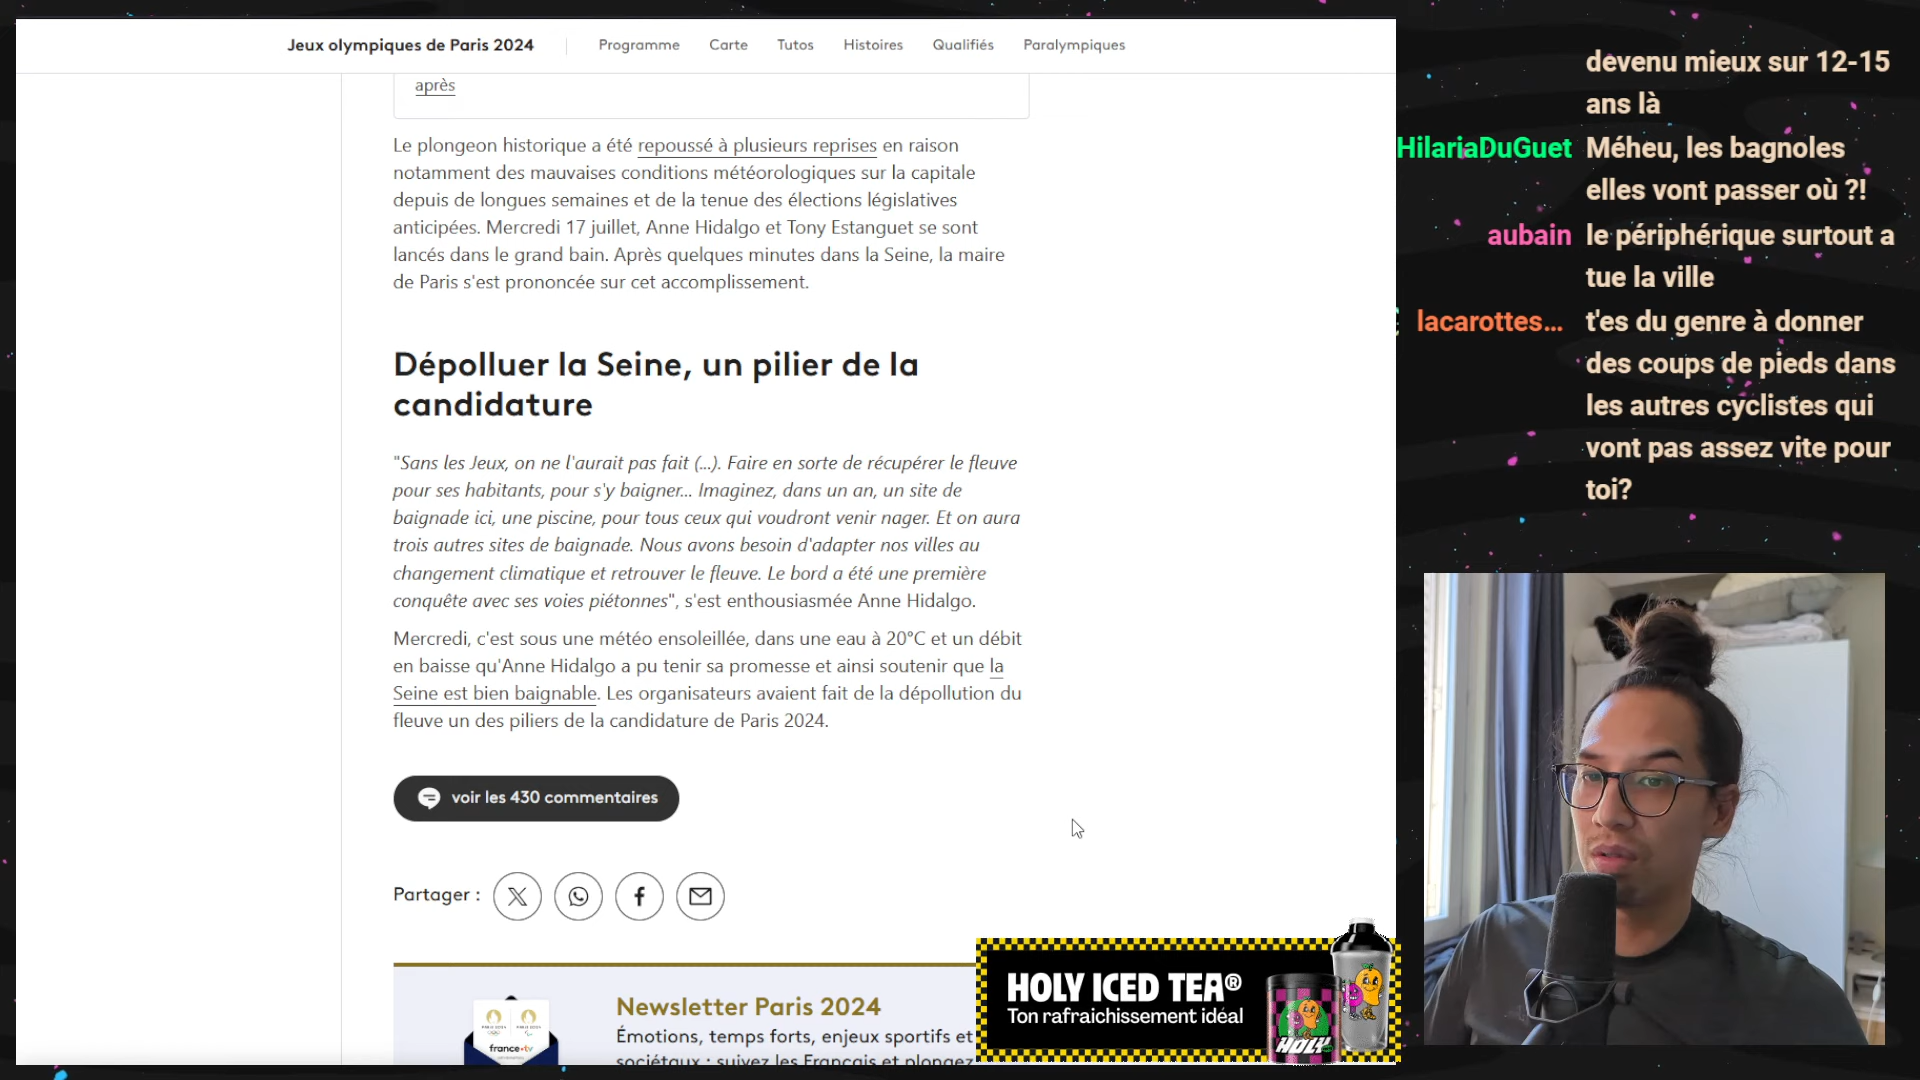 Jeux olympiques de Paris 2024
Programme
Carte
Tutos
Histoires
Qualifiés
Paralympiques
après
Le plongeon historique a été repoussé à plusieurs reprises en raison
notamment des mauvaises conditions météorologiques sur la capitale
depuis de longues semaines et de la tenue des élections législatives
anticipées. Mercredi 17 juillet, Anne Hidalgo et Tony Estanguet se sont
lancés dans le grand bain. Après quelques minutes dans la Seine, la maire
de Paris s'est prononcée sur cet accomplissement.
Dépolluer la Seine, un pilier de la
candidature
"Sans les Jeux, on ne l'aurait pas fait (...). Faire en sorte de récupérer le fleuve
pour ses habitants, pour s'y baigner... Imaginez, dans un an, un site de
baignade ici, une piscine, pour tous ceux qui voudront venir nager. Et on aura
trois autres sites de baignade. Nous avons besoin d'adapter nos villes au
changement climatique et retrouver le fleuve. Le bord a été une première
conquête avec ses voies piétonnes", s'est enthousiasmée Anne Hidalgo.
Mercredi, c'est sous une météo ensoleillée, dans une eau à 20°C et un débit
en baisse qu'Anne Hidalgo a pu tenir sa promesse et ainsi soutenir que la
Seine est bien baignable. Les organisateurs avaient fait de la dépollution du
fleuve un des piliers de la candidature de Paris 2024.
voir les 430 commentaires
Partager :
Newsletter Paris 2024
Émotions, temps forts, enjeux sportifs et
sociétaux : suivez les Français et plongez
france•tv
HOLY ICED TEA®
Ton rafraichissement idéal
HOLY
devenu mieux sur 12-15
ans là
HilariaDuGuet Méheu, les bagnoles
elles vont passer où ?!
aubain le périphérique surtout a
tue la ville
lacarottes… t'es du genre à donner
des coups de pieds dans
les autres cyclistes qui
vont pas assez vite pour
toi?